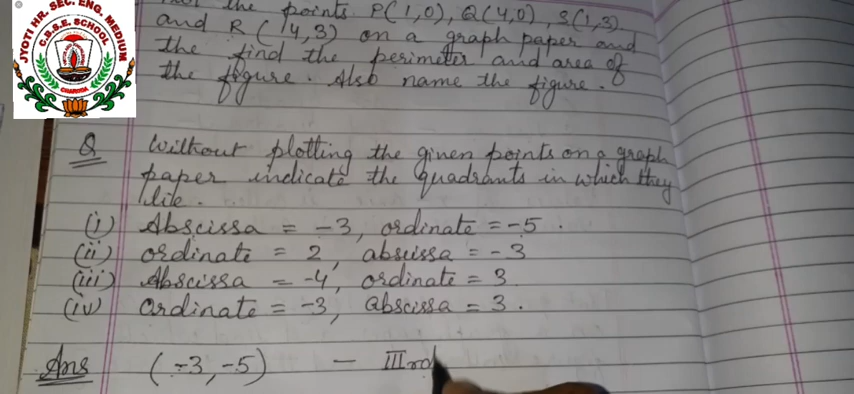 JYOTI HR. SEC. ENG. MEDIUM
C.B.S.E. SCHOOL
the points P(1,0), Q(4,0), S(1,3)
and R(4,3) on a graph paper and
the find the perimeter and area of
the figure. Also name the figure.
Q Without plotting the given points on a graph
paper indicate the quadrants in which they
lie.
(i) Abscissa = -3, ordinate = -5.
(ii) ordinate = 2, abscissa = -3
(iii) Abscissa = -4, ordinate = 3.
(iv) ordinate = -3, abscissa = 3.
Ans (-3,-5) - IIIrd